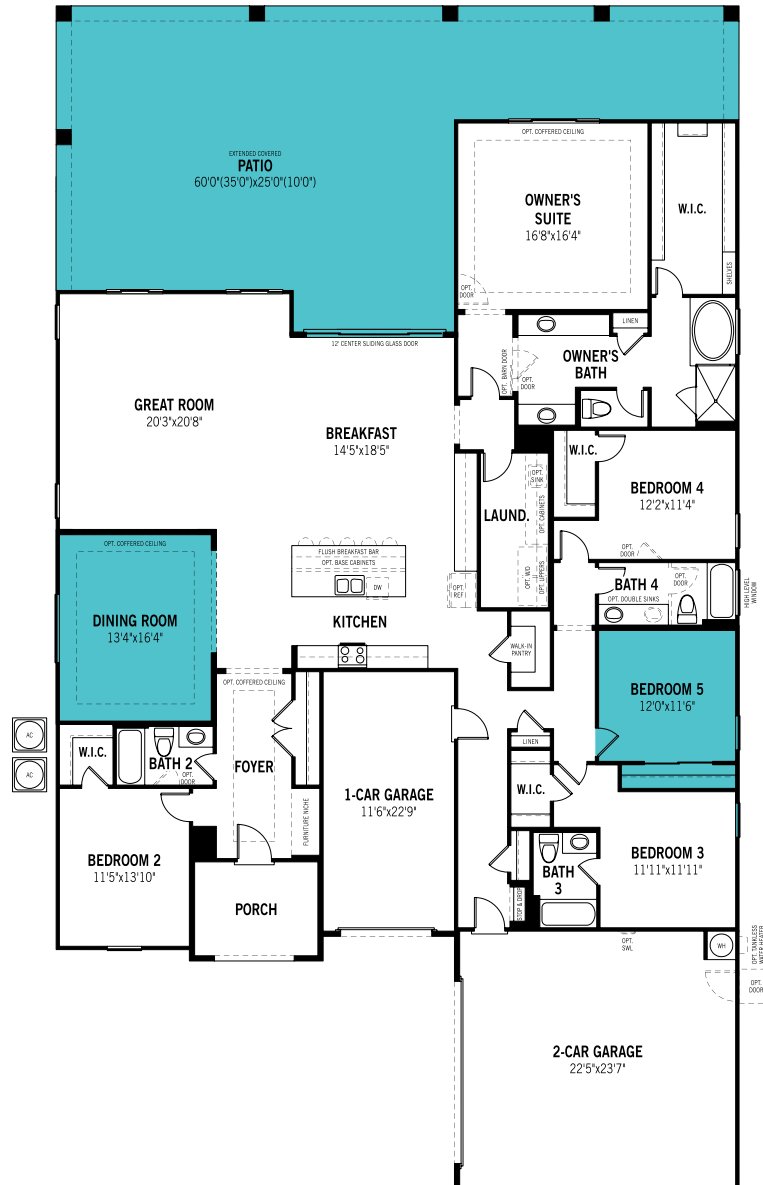 EXTENDED COVERED
PATIO
60'0"(35'0")x25'0"(10'0")
OPT. COFFERED CEILING
OWNER'S
SUITE
16'8"x16'4"
W.I.C.
SHELVES
OPT.
DOOR
LINEN
12' CENTER SLIDING GLASS DOOR
OPT. BARN DOOR
OPT.
DOOR
OWNER'S
BATH
GREAT ROOM
20'3"x20'8"
BREAKFAST
14'5"x18'5"
W.I.C.
BEDROOM 4
12'2"x11'4"
OPT.
SINK
OPT. CABINETS
LAUND.
OPT. W/D
OPT. UPPERS
OPT. COFFERED CEILING
FLUSH BREAKFAST BAR
OPT. BASE CABINETS
DW
OPT.
REF.
OPT.
DOOR
BATH 4
OPT.
DOOR
OPT. DOUBLE SINKS
HIGH LEVEL
WINDOW
DINING ROOM
13'4"x16'4"
KITCHEN
WALK-IN
PANTRY
BEDROOM 5
12'0"x11'6"
OPT. COFFERED CEILING
AC
AC
W.I.C.
BATH 2
OPT.
DOOR
FOYER
LINEN
W.I.C.
1-CAR GARAGE
11'6"x22'9"
FURNITURE NICHE
BEDROOM 2
11'5"x13'10"
BEDROOM 3
11'11"x11'11"
BATH
3
PORCH
STOP & DROP
OPT.
SWL
WH
OPT. TANKLESS
WATER HEATER
OPT.
DOOR
2-CAR GARAGE
22'5"x23'7"